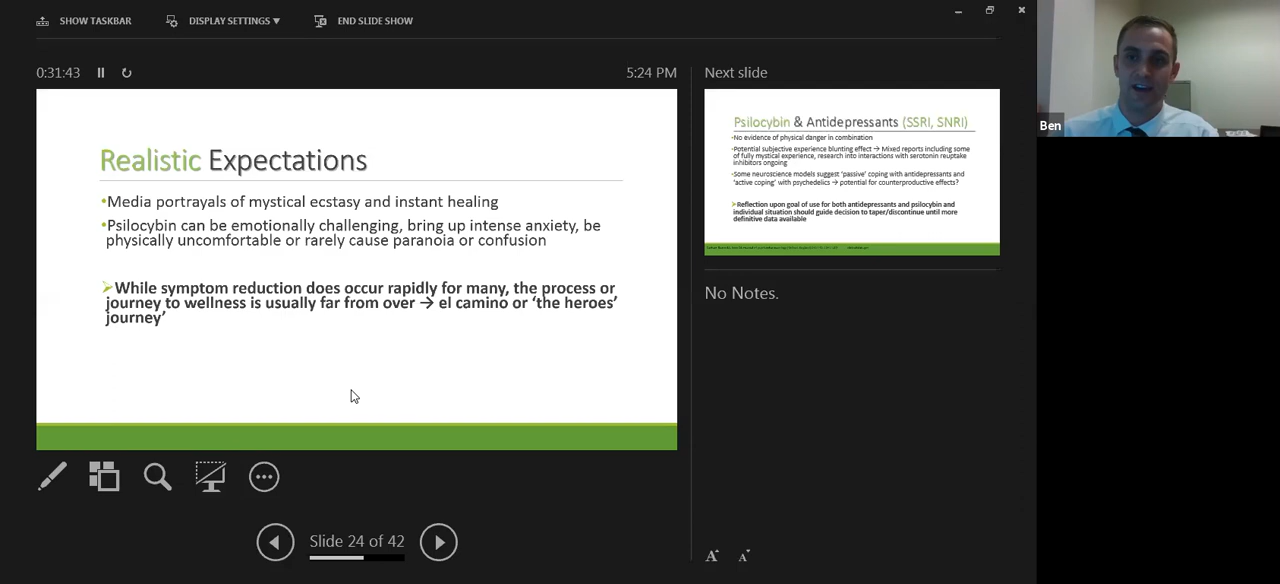 SHOW TASKBAR
DISPLAY SETTINGS ▼
END SLIDE SHOW
0:31:43
5:24 PM
Realistic Expectations
•Media portrayals of mystical ecstasy and instant healing
•Psilocybin can be emotionally challenging, bring up intense anxiety, be
physically uncomfortable or rarely cause paranoia or confusion
➢While symptom reduction does occur rapidly for many, the process or
journey to wellness is usually far from over → el camino or ‘the heroes’
journey’
Slide 24 of 42
Next slide
Psilocybin & Antidepressants (SSRI, SNRI)
•No evidence of physical danger in combination
•Potential subjective experience blunting effect → Mixed reports including some
of fully mystical experience, research into interactions with serotonin reuptake
inhibitors ongoing
•Some neuroscience models suggest ‘passive’ coping with antidepressants and
‘active coping’ with psychedelics → potential for counterproductive effects?
➢Reflection upon goal of use for both antidepressants and psilocybin and
individual situation should guide decision to taper/discontinue until more
definitive data available
No Notes.
A A
Ben